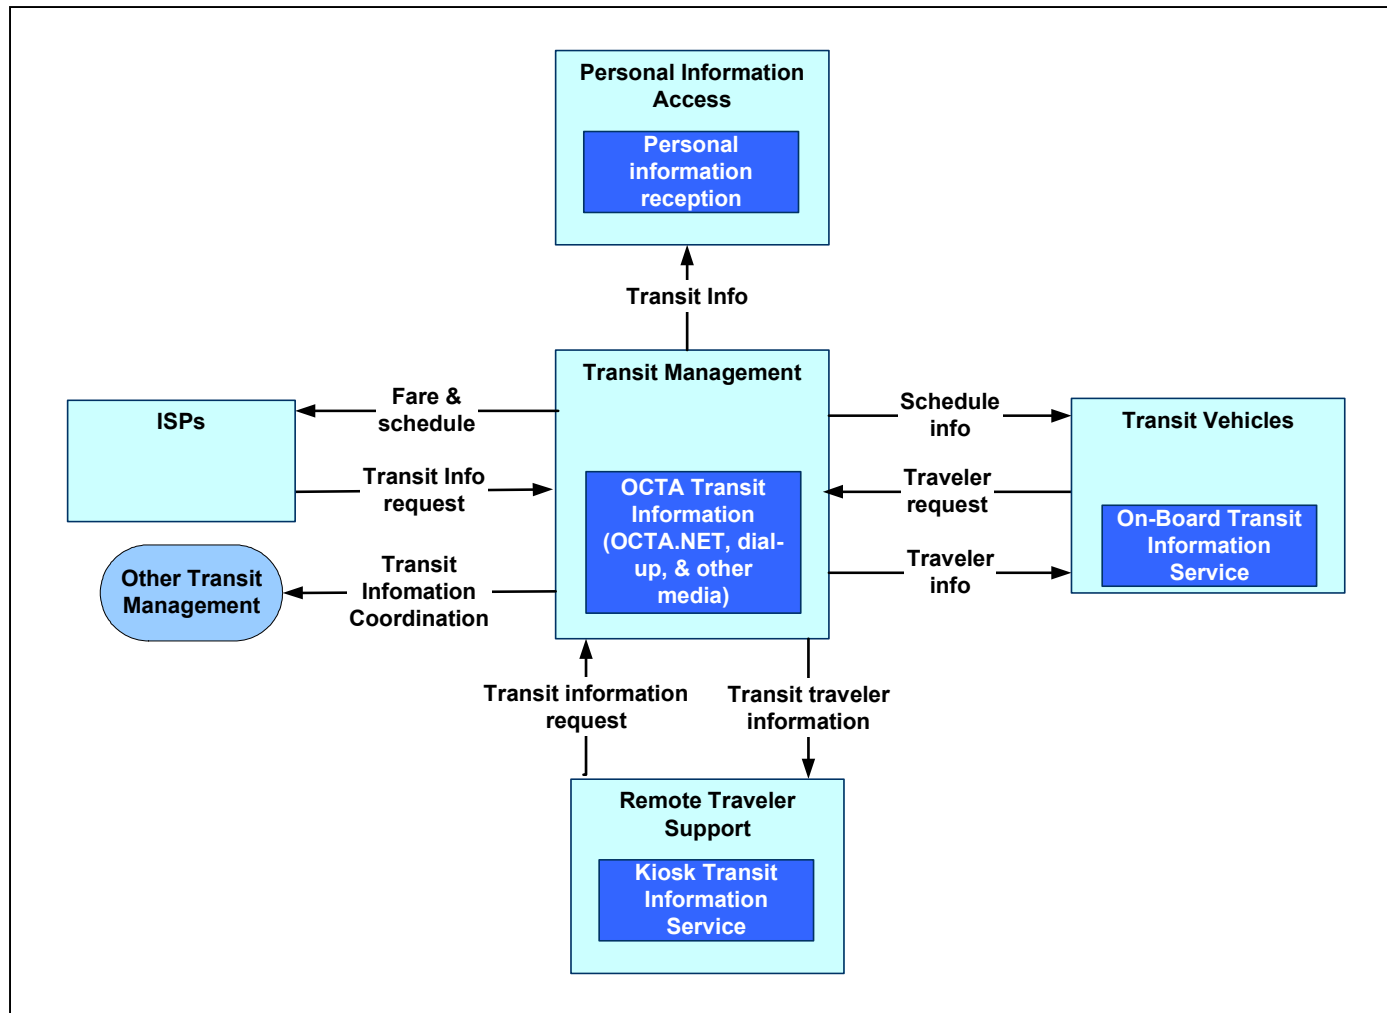 Personal Information
Access
Personal
information
reception
Transit Info
Transit Management
Fare &
schedule
Schedule
info
ISPs
Transit Vehicles
Transit Info
request
OCTA Transit
Information
(OCTA.NET, dial-
up, & other
media)
Traveler
request
On-Board Transit
Information
Service
Other Transit
Management
Transit
Infomation
Coordination
Traveler
info
Transit information
request
Transit traveler
information
Remote Traveler
Support
Kiosk Transit
Information
Service